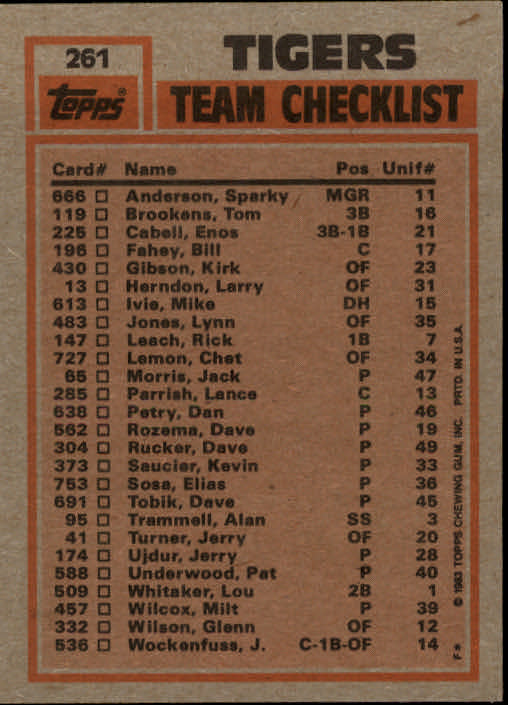 261
TIGERS
Topps®
TEAM CHECKLIST
Card# Name Pos Unif#
666 □ Anderson, Sparky MGR 11
119 □ Brookens, Tom 3B 16
225 □ Cabell, Enos 3B-1B 21
196 □ Fahey, Bill C 17
430 □ Gibson, Kirk OF 23
13 □ Herndon, Larry OF 31
613 □ Ivie, Mike DH 15
483 □ Jones, Lynn OF 35
147 □ Leach, Rick 1B 7
727 □ Lemon, Chet OF 34
65 □ Morris, Jack P 47
285 □ Parrish, Lance C 13
638 □ Petry, Dan P 46
562 □ Rozema, Dave P 19
304 □ Rucker, Dave P 49
373 □ Saucier, Kevin P 33
753 □ Sosa, Elias P 36
691 □ Tobik, Dave P 45
95 □ Trammell, Alan SS 3
41 □ Turner, Jerry OF 20
174 □ Ujdur, Jerry P 28
588 □ Underwood, Pat P 40
509 □ Whitaker, Lou 2B 1
457 □ Wilcox, Milt P 39
332 □ Wilson, Glenn OF 12
536 □ Wockenfuss, J. C-1B-OF 14
© 1983 TOPPS CHEWING GUM, INC. PRTD. IN U.S.A.